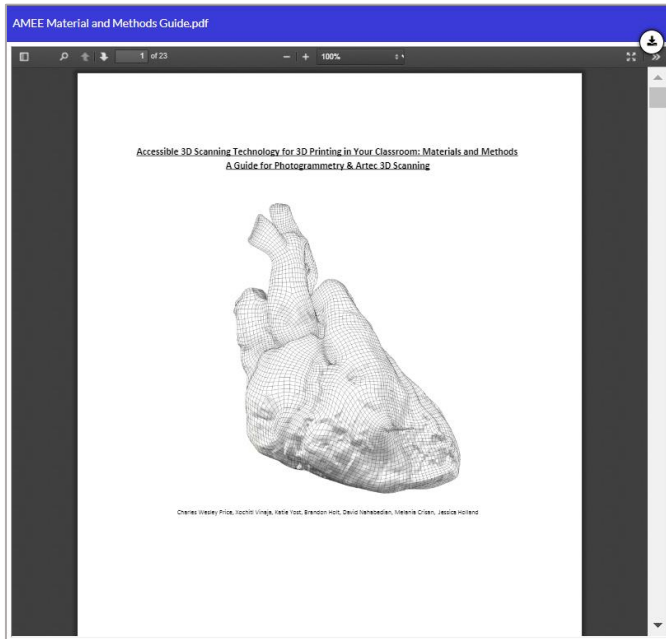 AMEE Material and Methods Guide.pdf
1 of 23
100%
Accessible 3D Scanning Technology for 3D Printing in Your Classroom: Materials and Methods
A Guide for Photogrammetry & Artec 3D Scanning
Charles Wesley Price, Xochitl Vinaja, Katie Yost, Brandon Holt, David Nahabedian, Melania Crisan, Jessica Holland